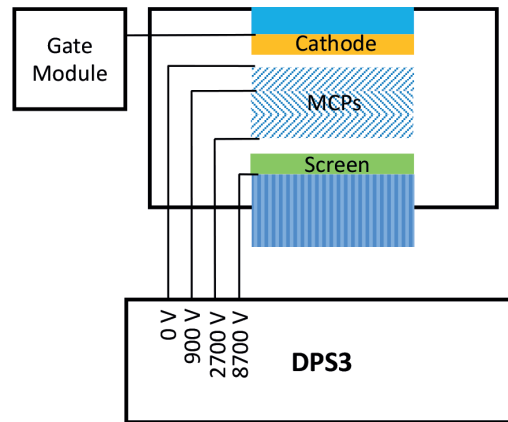 Gate
Module
Cathode
MCPs
Screen
0 V
900 V
2700 V
8700 V
DPS3